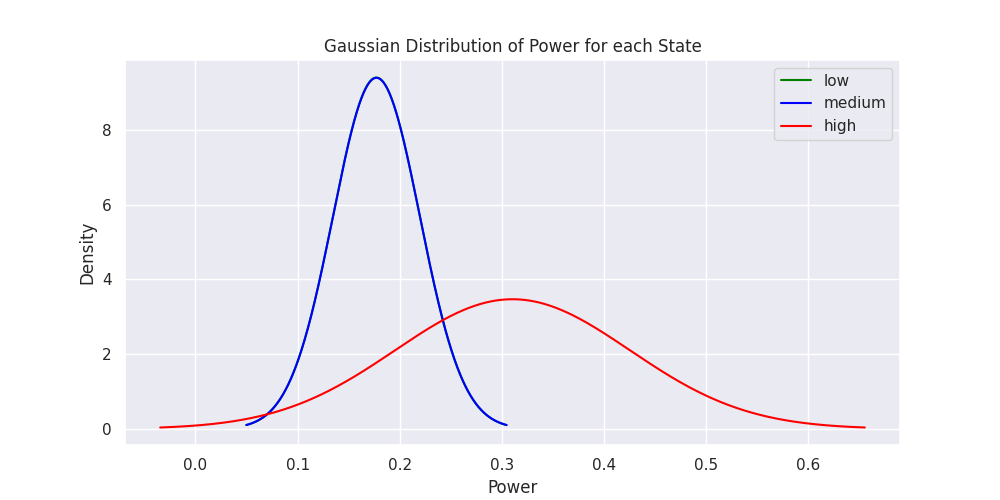 Gaussian Distribution of Power for each State
low
medium
high
Density
8
6
4
2
0
0.0 0.1 0.2 0.3 0.4 0.5 0.6
Power